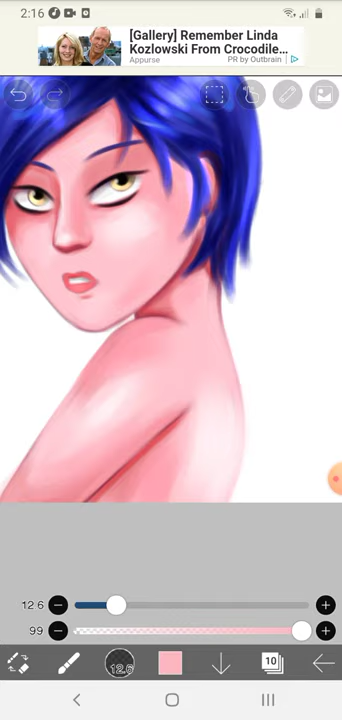 2:16
[Gallery] Remember Linda
Kozlowski From Crocodile...
Appurse
PR by Outbrain
12.6
99
12.6
10